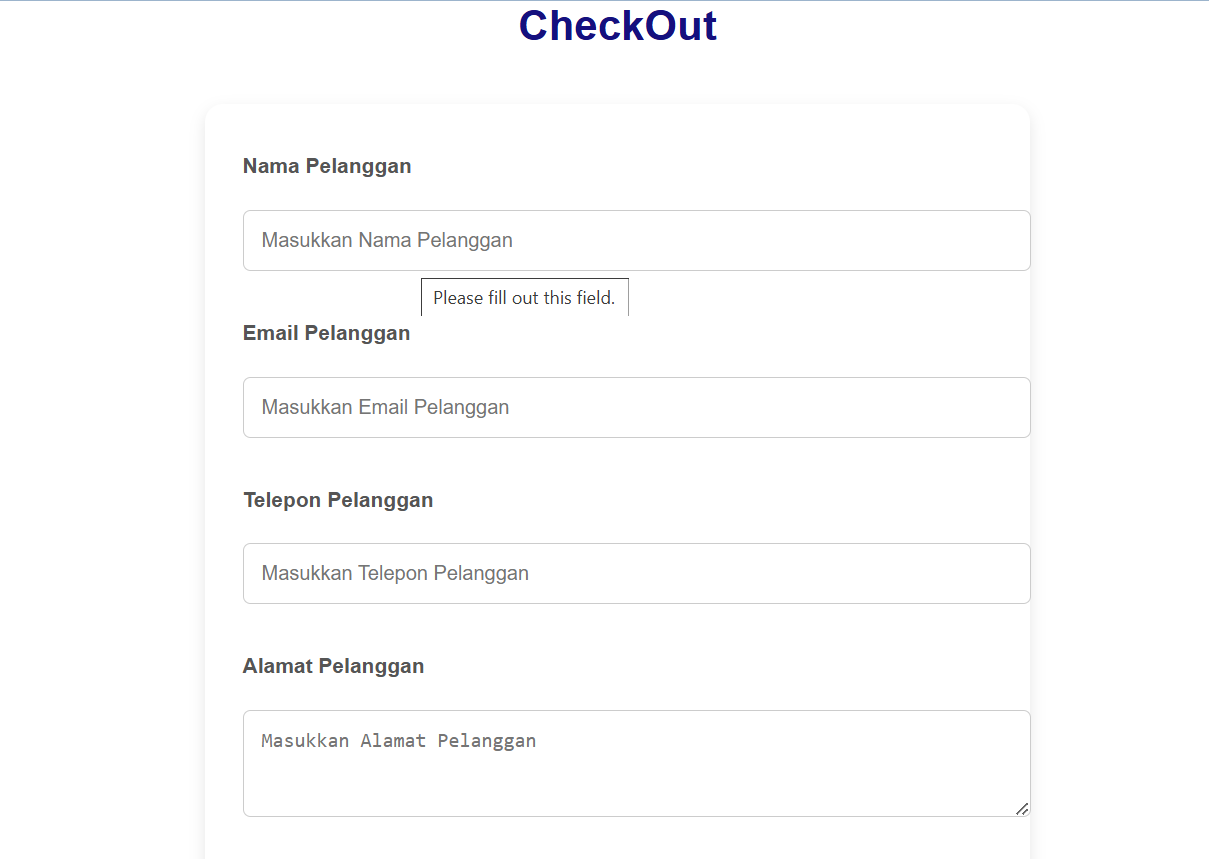 CheckOut
Nama Pelanggan
Masukkan Nama Pelanggan
Please fill out this field.
Email Pelanggan
Masukkan Email Pelanggan
Telepon Pelanggan
Masukkan Telepon Pelanggan
Alamat Pelanggan
Masukkan Alamat Pelanggan